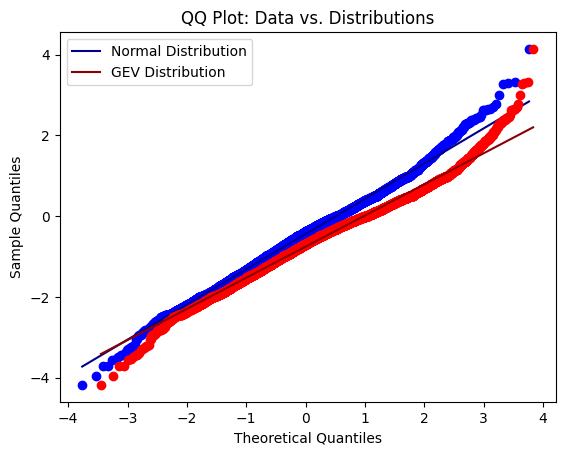 QQ Plot: Data vs. Distributions
Normal Distribution
GEV Distribution
Sample Quantiles
4
2
0
−2
−4
−4 −3 −2 −1 0 1 2 3 4
Theoretical Quantiles